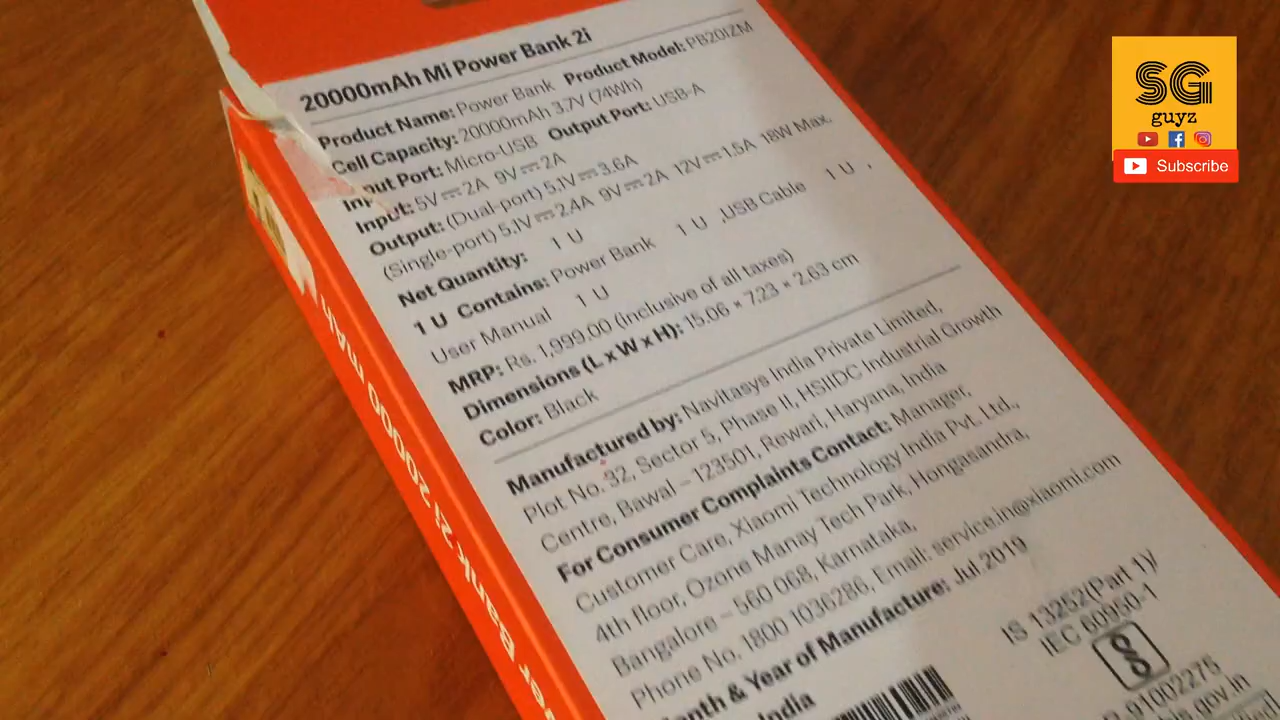 20000mAh Mi Power Bank 2i
Product Name: Power Bank Product Model: PB20IZM
Cell Capacity: 20000mAh 3.7V (74Wh)
Input Port: Micro-USB Output Port: USB-A
Input: 5V⎓2A 9V⎓2A
Output: (Dual-port) 5.1V⎓3.6A
(Single-port) 5.1V⎓2.4A 9V⎓2A 12V⎓1.5A 18W Max.
Net Quantity: 1 U
1 U Contains: Power Bank 1 U ,USB Cable 1 U ,
User Manual 1 U
MRP: Rs. 1,999.00 (inclusive of all taxes)
Dimensions (L x W x H): 15.06 × 7.23 × 2.63 cm
Color: Black
Manufactured by: Navitasys India Private Limited,
Plot No. 32, Sector 5, Phase II, HSIIDC Industrial Growth
Centre, Bawal – 123501, Rewari, Haryana, India
For Consumer Complaints Contact: Manager,
Customer Care, Xiaomi Technology India Pvt. Ltd.,
4th floor, Ozone Manay Tech Park, Hongasandra,
Bangalore – 560 068, Karnataka,
Phone No. 1800 1036286, Email: service.in@xiaomi.com
& Year of Manufacture: Jul.2019
India
IS 13252(Part 1)/
IEC 60950-1
91002275
.gov.in
Bank 2i 20000 mAh
SG
guyz
Subscribe